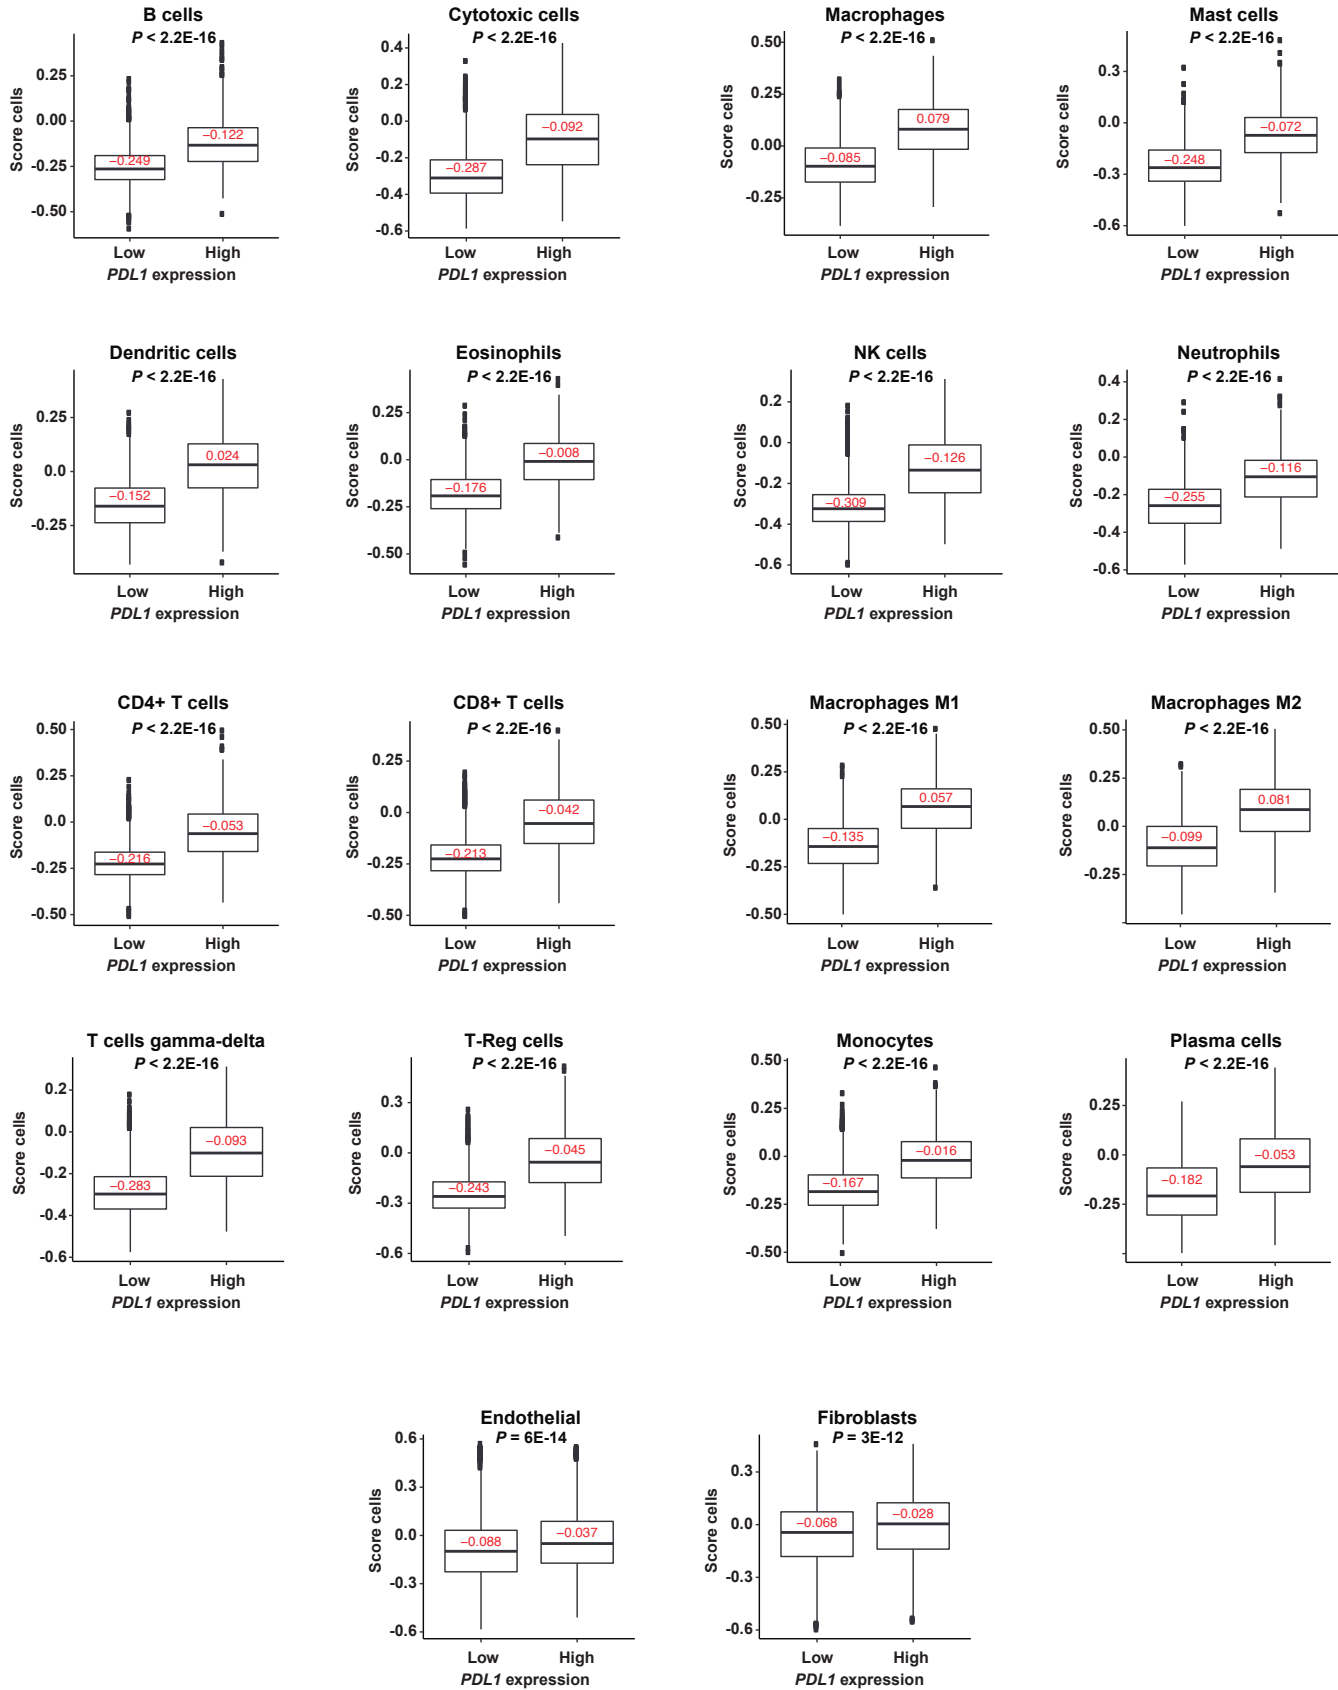 B cells
P < 2.2E-16
Score cells
0.25
0.00
-0.25
-0.50
-0.249
-0.122
Low
High
PDL1 expression
Cytotoxic cells
P < 2.2E-16
Score cells
0.4
0.2
0.0
-0.2
-0.4
-0.6
-0.287
-0.092
Low
High
PDL1 expression
Macrophages
P < 2.2E-16
Score cells
0.50
0.25
0.00
-0.25
-0.085
0.079
Low
High
PDL1 expression
Mast cells
P < 2.2E-16
Score cells
0.3
0.0
-0.3
-0.6
-0.248
-0.072
Low
High
PDL1 expression
Dendritic cells
P < 2.2E-16
Score cells
0.25
0.0
-0.25
-0.152
0.024
Low
High
PDL1 expression
Eosinophils
P < 2.2E-16
Score cells
0.25
0.00
-0.25
-0.50
-0.176
-0.008
Low
High
PDL1 expression
NK cells
P < 2.2E-16
Score cells
0.2
0.0
-0.2
-0.4
-0.6
-0.309
-0.126
Low
High
PDL1 expression
Neutrophils
P < 2.2E-16
Score cells
0.4
0.2
0.0
-0.2
-0.4
-0.6
-0.255
-0.116
Low
High
PDL1 expression
CD4+ T cells
P < 2.2E-16
Score cells
0.50
0.25
0.0
-0.25
-0.50
-0.216
-0.053
Low
High
PDL1 expression
CD8+ T cells
P < 2.2E-16
Score cells
0.25
0.0
-0.25
-0.50
-0.213
-0.042
Low
High
PDL1 expression
Macrophages M1
P < 2.2E-16
Score cells
0.50
0.25
0.0
-0.25
-0.50
-0.135
0.057
Low
High
PDL1 expression
Macrophages M2
P < 2.2E-16
Score cells
0.50
0.25
0.0
-0.25
-0.099
0.081
Low
High
PDL1 expression
T cells gamma-delta
P < 2.2E-16
Score cells
0.2
0.0
-0.2
-0.4
-0.6
-0.283
-0.093
Low
High
PDL1 expression
T-Reg cells
P < 2.2E-16
Score cells
0.3
0.0
-0.3
-0.6
-0.243
-0.045
Low
High
PDL1 expression
Monocytes
P < 2.2E-16
Score cells
0.50
0.25
0.0
-0.25
-0.50
-0.167
-0.016
Low
High
PDL1 expression
Plasma cells
P < 2.2E-16
Score cells
0.25
0.0
-0.25
-0.182
-0.053
Low
High
PDL1 expression
Endothelial
P = 6E-14
Score cells
0.6
0.3
0.0
-0.3
-0.6
-0.088
-0.037
Low
High
PDL1 expression
Fibroblasts
P = 3E-12
Score cells
0.3
0.0
-0.3
-0.6
-0.068
-0.028
Low
High
PDL1 expression